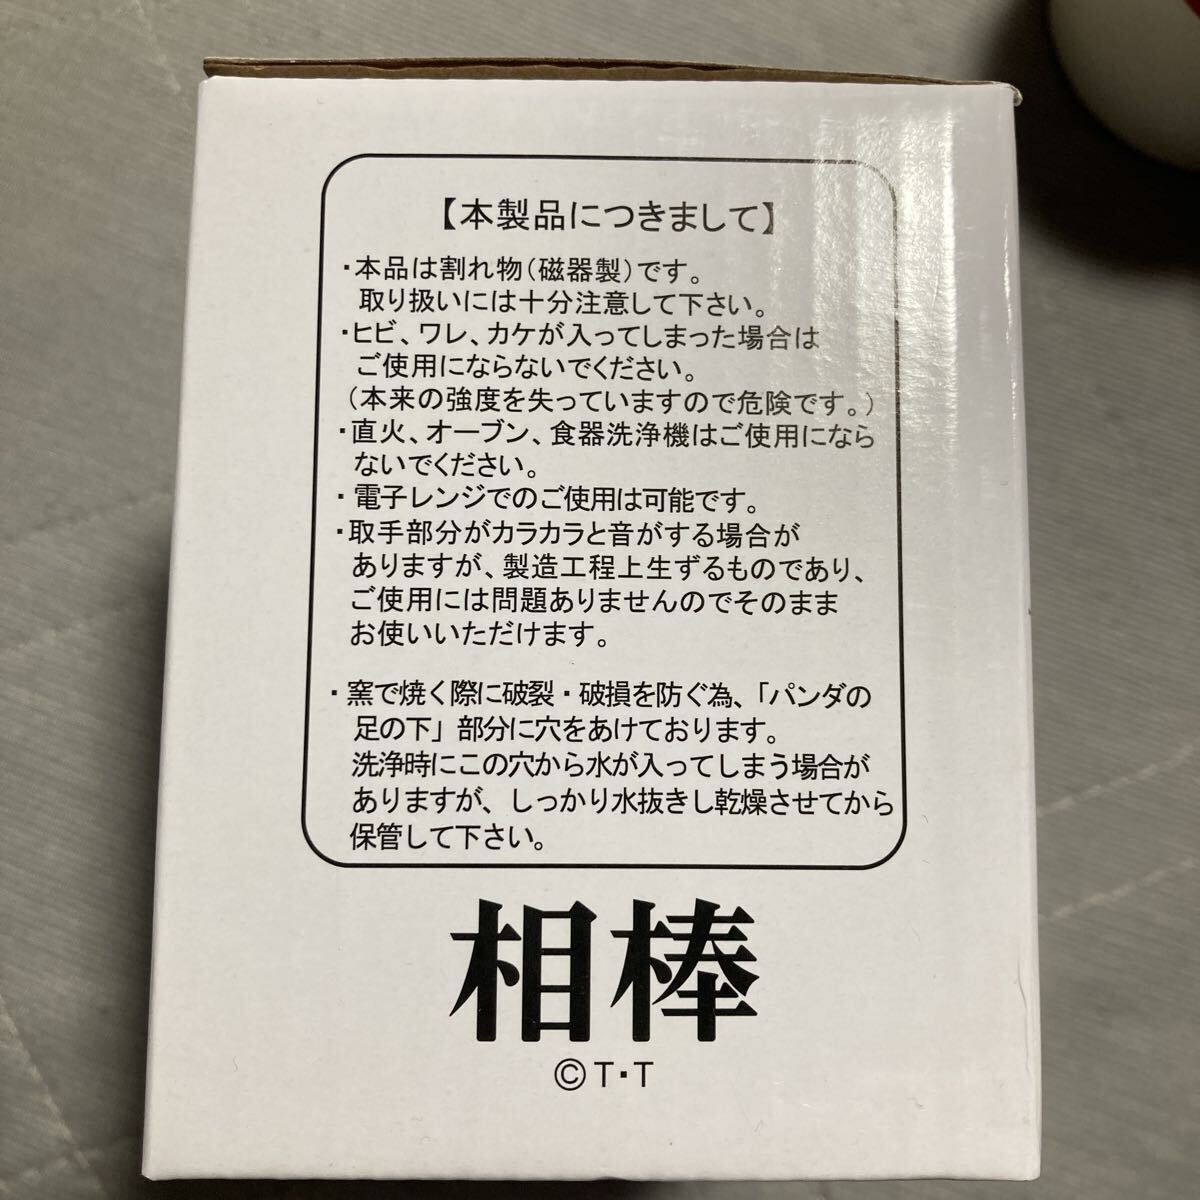 【本製品につきまして】
・本品は割れ物(磁器製)です。
取り扱いには十分注意して下さい。
・ヒビ、ワレ、カケが入ってしまった場合は
ご使用にならないでください。
(本来の強度を失っていますので危険です。)
・直火、オーブン、食器洗浄機はご使用になら
ないでください。
・電子レンジでのご使用は可能です。
・取手部分がカラカラと音がする場合が
ありますが、製造工程上生ずるものであり、
ご使用には問題ありませんのでそのまま
お使いいただけます。
・窯で焼く際に破裂・破損を防ぐ為、「パンダの
足の下」部分に穴をあけております。
洗浄時にこの穴から水が入ってしまう場合が
ありますが、しっかり水抜きし乾燥させてから
保管して下さい。
相棒
©T・T